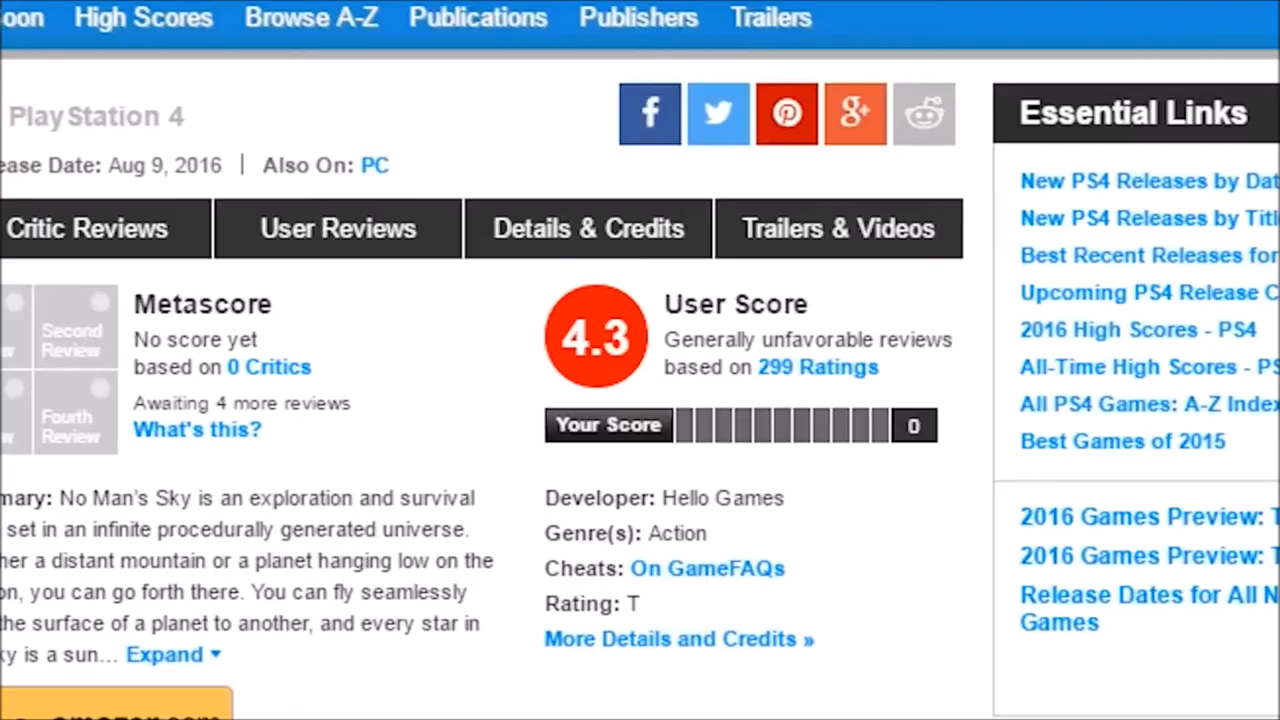 oon High Scores Browse A-Z Publications Publishers Trailers
PlayStation 4
ease Date: Aug 9, 2016 | Also On: PC
Critic Reviews User Reviews Details & Credits Trailers & Videos
Second
Review
Fourth
Review
Metascore
No score yet
based on 0 Critics
Awaiting 4 more reviews
What's this?
4.3
User Score
Generally unfavorable reviews
based on 299 Ratings
Your Score 0
mary: No Man's Sky is an exploration and survival
set in an infinite procedurally generated universe.
her a distant mountain or a planet hanging low on the
on, you can go forth there. You can fly seamlessly
the surface of a planet to another, and every star in
ky is a sun... Expand
Developer: Hello Games
Genre(s): Action
Cheats: On GameFAQs
Rating: T
More Details and Credits »
Essential Links
New PS4 Releases by Dat
New PS4 Releases by Titl
Best Recent Releases for
Upcoming PS4 Release C
2016 High Scores - PS4
All-Time High Scores - PS
All PS4 Games: A-Z Index
Best Games of 2015
2016 Games Preview: T
2016 Games Preview: T
Release Dates for All N
Games
amazon.com